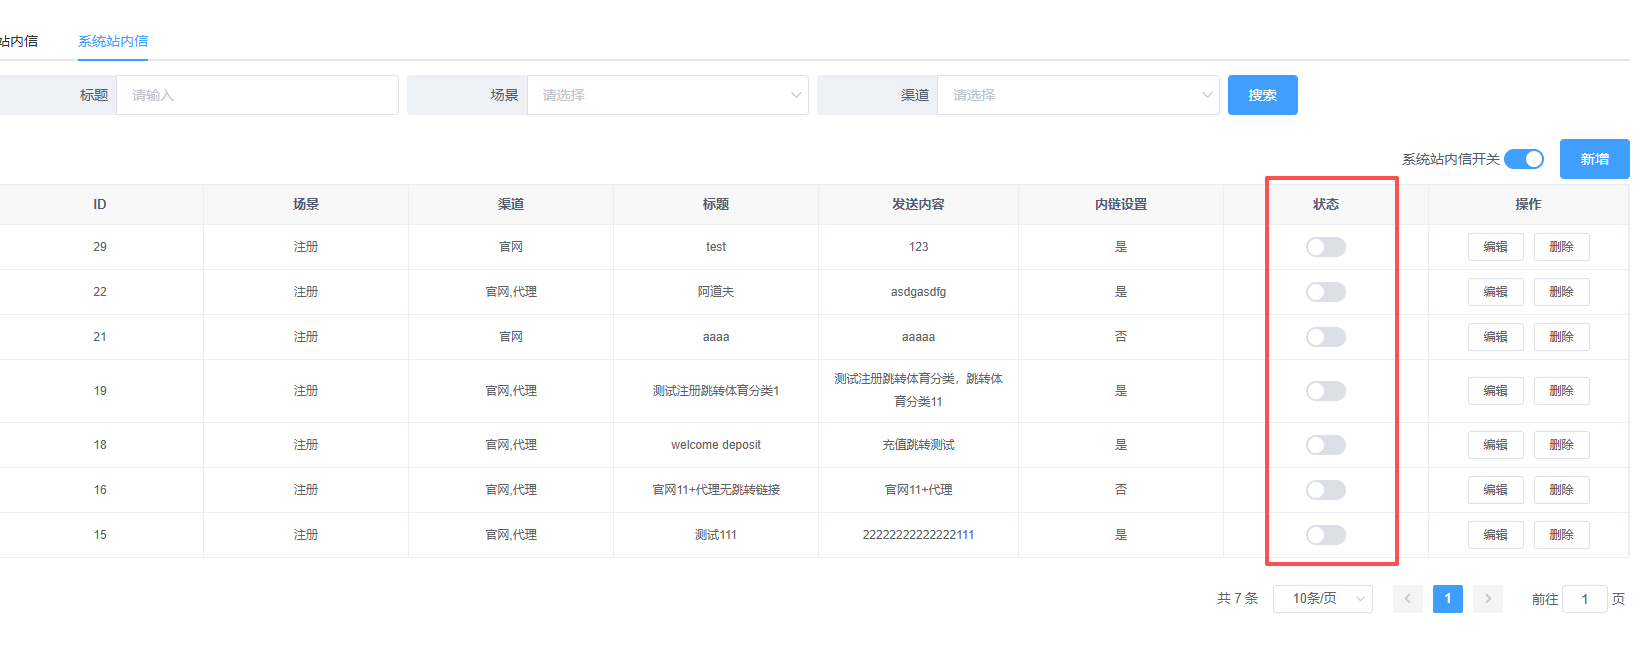 站内信 系统站内信
标题 请输入 场景 请选择 渠道 请选择 搜索
系统站内信开关 新增
ID 场景 渠道 标题 发送内容 内链设置 状态 操作
29 注册 官网 test 123 是 编辑 删除
22 注册 官网,代理 阿道夫 asdgasdfg 是 编辑 删除
21 注册 官网 aaaa aaaaa 否 编辑 删除
19 注册 官网,代理 测试注册跳转体育分类1 测试注册跳转体育分类，跳转体 是 编辑 删除
育分类11
18 注册 官网,代理 welcome deposit 充值跳转测试 是 编辑 删除
16 注册 官网,代理 官网11+代理无跳转链接 官网11+代理 否 编辑 删除
15 注册 官网,代理 测试111 22222222222222111 是 编辑 删除
共 7 条 10条/页 1 前往 1 页